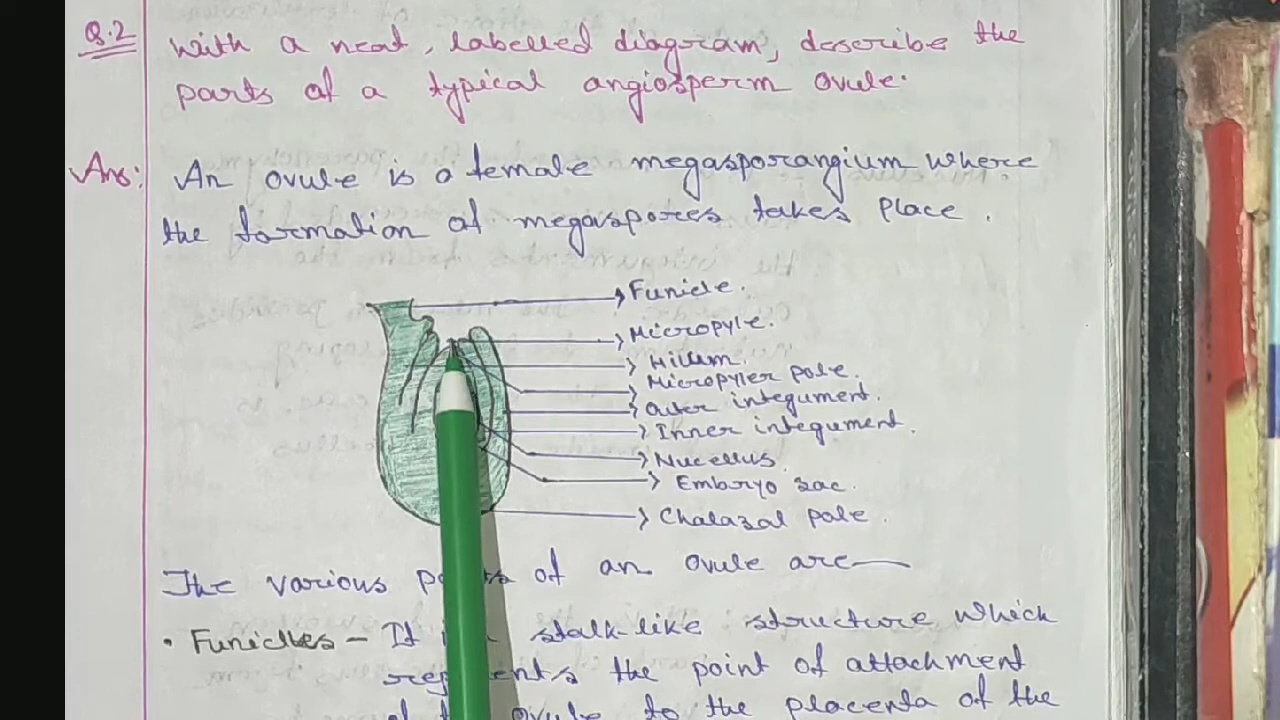 Q.2 With a neat, labelled diagram, describe the
parts of a typical angiosperm ovule.
Ans: An ovule is a female megasporangium where
the formation of megaspores takes place.
Funicle.
Micropyle.
Hilum.
Micropyler pole.
Outer integument.
Inner integument.
Nucellus.
Embryo sac.
Chalazal pole.
The various of an ovule are—
• Funicles – It stalk-like structure which
the point of attachment
ovule to the placenta of the